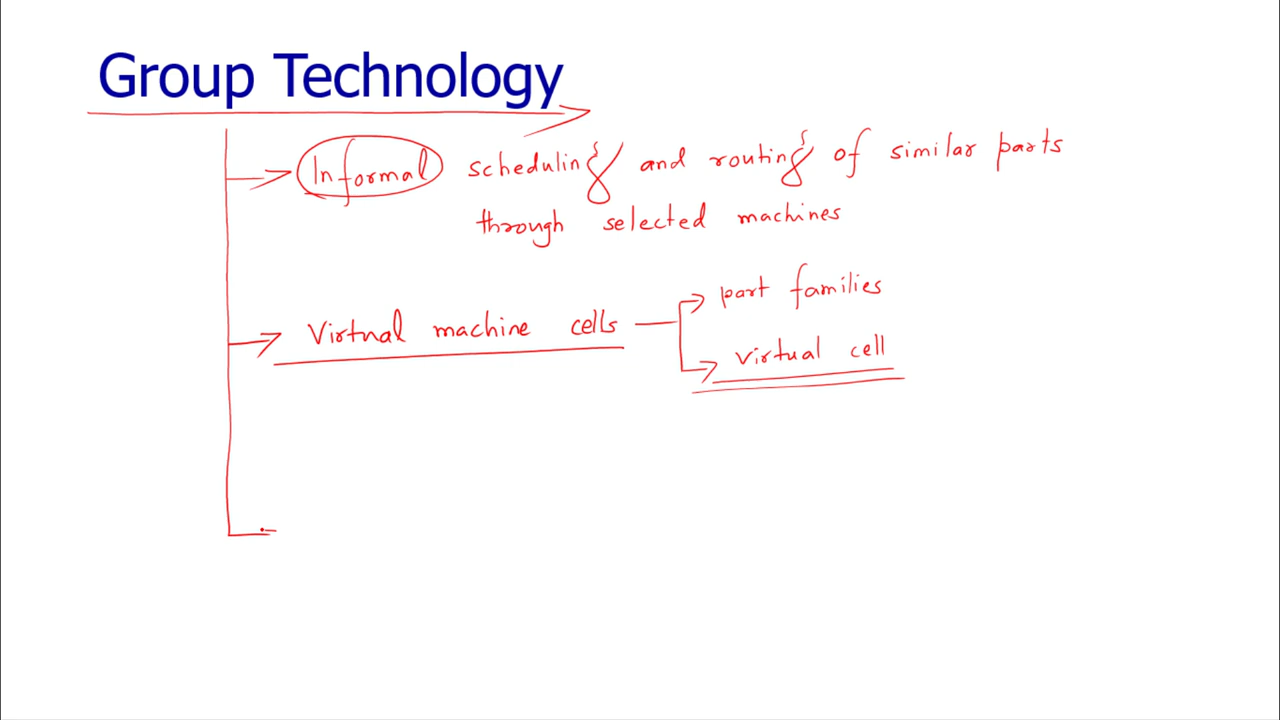 Group Technology
Informal scheduling and routing of similar parts
through selected machines
Virtual machine cells
part families
virtual cell